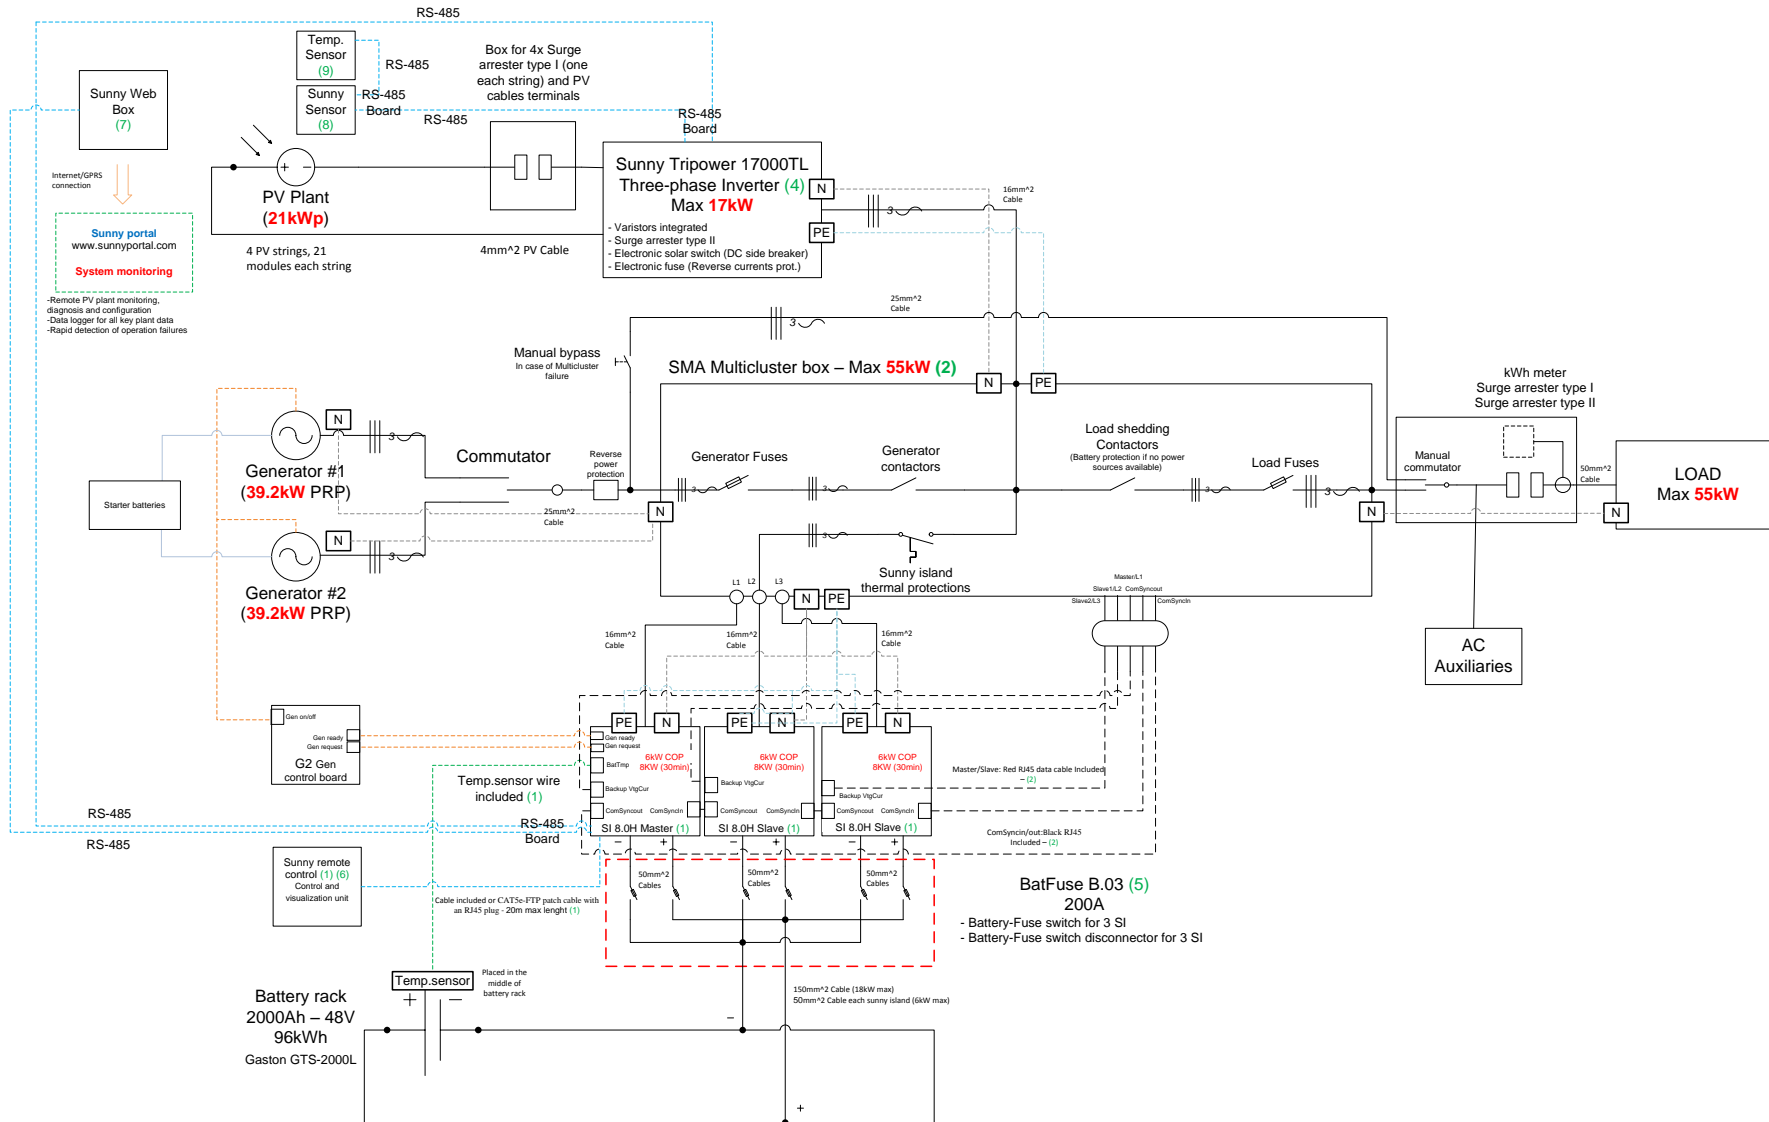 RS-485
Temp.
Sensor
(9)
RS-485
Box for 4x Surge
arrester type I (one
each string) and PV
cables terminals
Sunny Web
Box
(7)
Sunny
Sensor
(8)
RS-485
Board
RS-485
RS-485
Board
Internet/GPRS
connection
+ -
PV Plant
(21kWp)
Sunny Tripower 17000TL
Three-phase Inverter (4)
Max 17kW
- Varistors integrated
- Surge arrester type II
- Electronic solar switch (DC side breaker)
- Electronic fuse (Reverse currents prot.)
N
PE
3
16mm^2
Cable
Sunny portal
www.sunnyportal.com
System monitoring
4 PV strings, 21
modules each string
4mm^2 PV Cable
-Remote PV plant monitoring,
diagnosis and configuration
-Data logger for all key plant data
-Rapid detection of operation failures
25mm^2
Cable
3
Manual bypass
In case of Multicluster
failure
SMA Multicluster box – Max 55kW (2)
N
PE
kWh meter
Surge arrester type I
Surge arrester type II
N
3
Generator #1
(39.2kW PRP)
Commutator
Reverse
power
protection
Generator Fuses
3
Generator
contactors
3
Load shedding
Contactors
(Battery protection if no power
sources available)
3
Load Fuses
3
Manual
commutator
50mm^2
Cable
LOAD
Max 55kW
Starter batteries
25mm^2
Cable
N
N
N
N
3
Generator #2
(39.2kW PRP)
3
Sunny island
thermal protections
L1
L2
L3
N
PE
Master/L1
Slave1/L2
ComSyncout
Slave2/L3
ComSyncIn
16mm^2
Cable
16mm^2
Cable
16mm^2
Cable
AC
Auxiliaries
Gen on/off
Gen ready
Gen request
G2 Gen
control board
PE
N
PE
N
PE
N
Gen ready
Gen request
6kW COP
8KW (30min)
BatTmp
Backup VtgCur
ComSyncout
ComSyncIn
SI 8.0H Master (1)
6kW COP
8KW (30min)
Backup VtgCur
ComSyncout
ComSyncIn
SI 8.0H Slave (1)
6kW COP
8KW (30min)
Backup VtgCur
ComSyncout
ComSyncIn
SI 8.0H Slave (1)
Master/Slave: Red RJ45 data cable Included
– (2)
Temp.sensor wire
included (1)
RS-485
RS-485
RS-485
Board
ComSyncin/out:Black RJ45
Included – (2)
- +
- +
- +
Sunny remote
control (1) (6)
Control and
visualization unit
50mm^2
Cables
50mm^2
Cables
50mm^2
Cables
Cable included or CAT5e-FTP patch cable with
an RJ45 plug - 20m max lenght (1)
BatFuse B.03 (5)
200A
- Battery-Fuse switch for 3 SI
- Battery-Fuse switch disconnector for 3 SI
Temp.sensor
Placed in the
middle of
battery rack
+ –
Battery rack
2000Ah – 48V
96kWh
Gaston GTS-2000L
150mm^2 Cable (18kW max)
50mm^2 Cable each sunny island (6kW max)
–
+